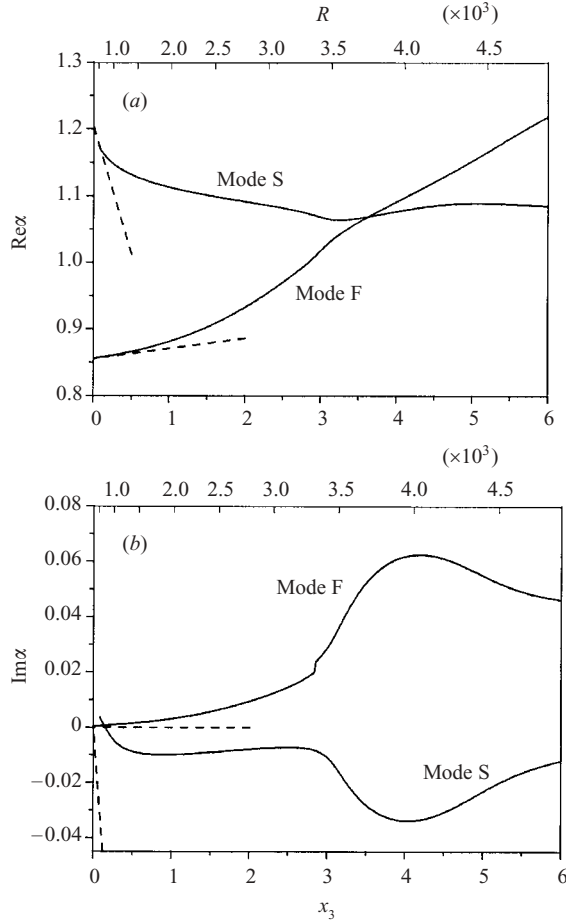 R (×10³)
1.0 2.0 2.5 3.0 3.5 4.0 4.5
1.3
(a)
1.2
Mode S
1.1
Reα
1.0
Mode F
0.9
0.8
0 1 2 3 4 5 6
(×10³)
1.0 2.0 2.5 3.0 3.5 4.0 4.5
0.08
(b)
0.06
Mode F
0.04
Imα
0.02
0
Mode S
−0.02
−0.04
0 1 2 3 4 5 6
x₃